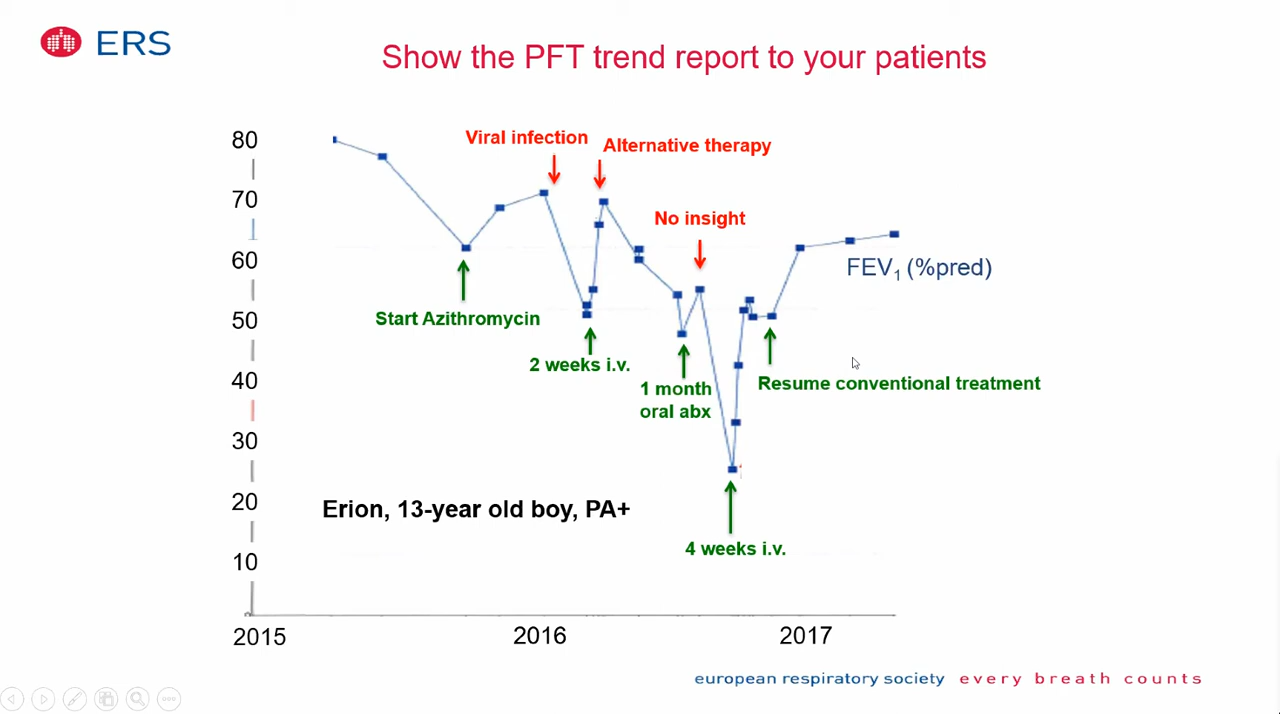 ERS
Show the PFT trend report to your patients
80
70
60
50
40
30
20
10
0
Viral infection
Alternative therapy
No insight
FEV1 (%pred)
Start Azithromycin
2 weeks i.v.
1 month
oral abx
Resume conventional treatment
Erion, 13-year old boy, PA+
4 weeks i.v.
2015
2016
2017
european respiratory society every breath counts